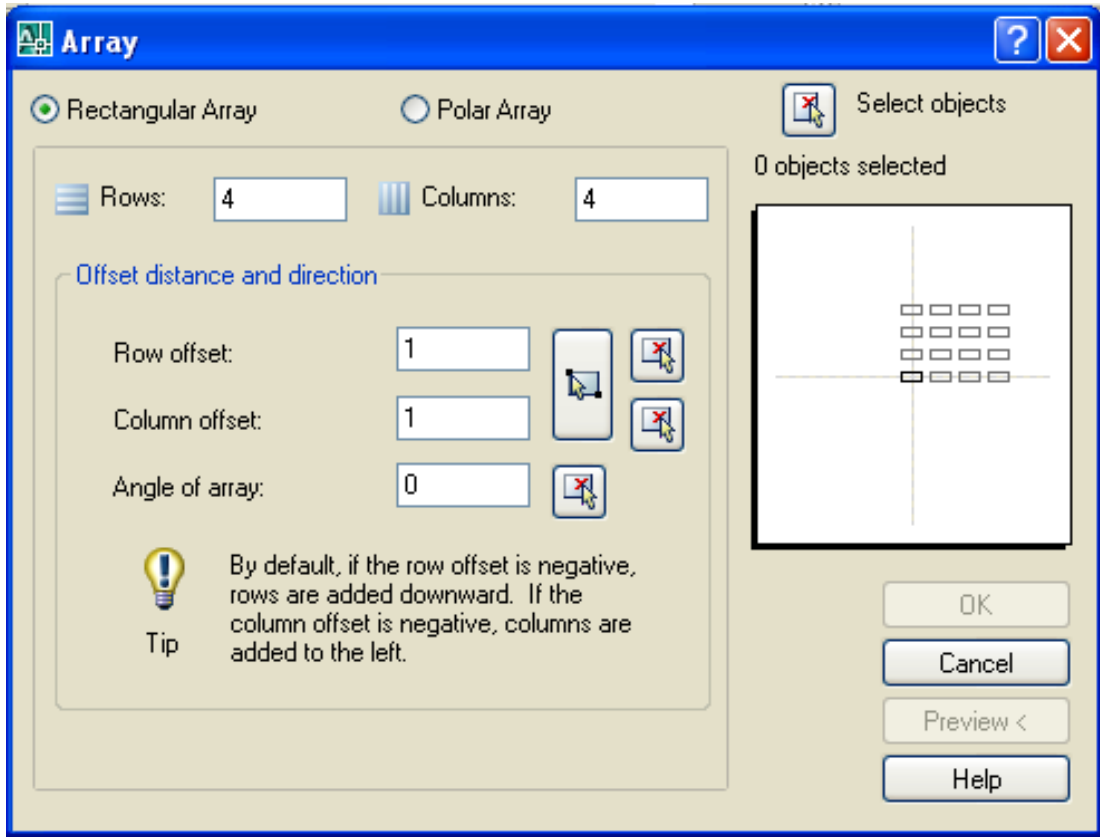 Array
Rectangular Array
Polar Array
Select objects
0 objects selected
Rows: 4
Columns: 4
Offset distance and direction
Row offset: 1
Column offset: 1
Angle of array: 0
Tip
By default, if the row offset is negative,
rows are added downward. If the
column offset is negative, columns are
added to the left.
OK
Cancel
Preview <
Help